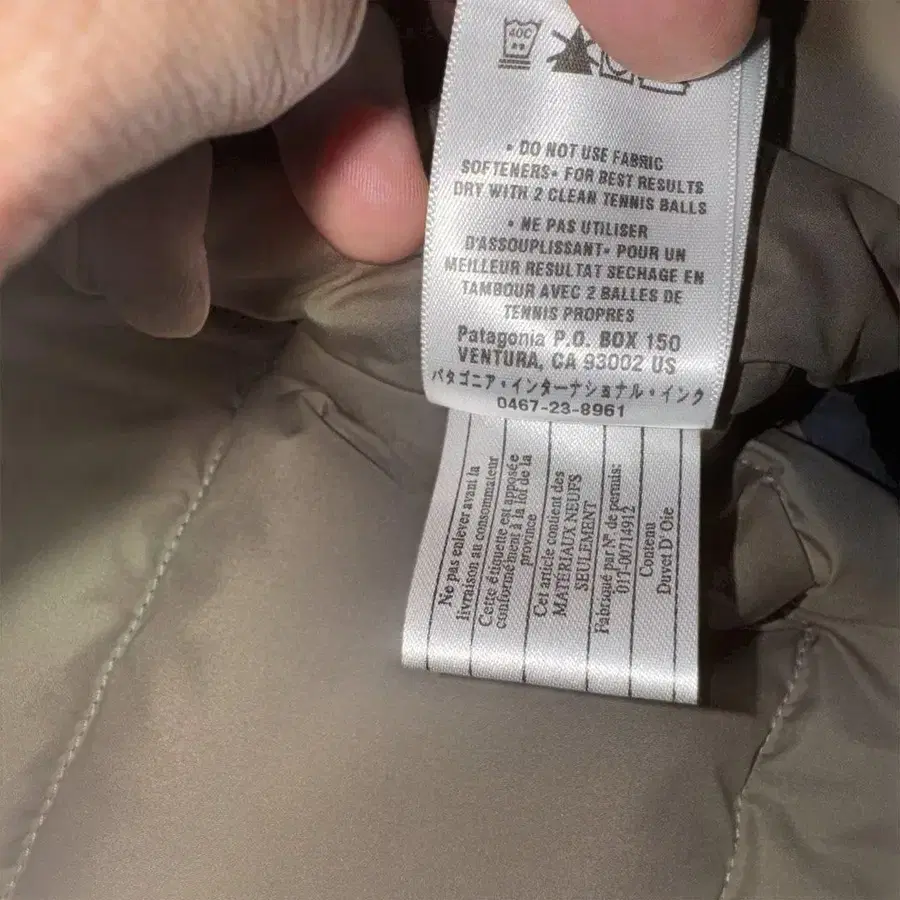 40C
• DO NOT USE FABRIC
SOFTENERS• FOR BEST RESULTS
DRY WITH 2 CLEAN TENNIS BALLS
• NE PAS UTILISER
D'ASSOUPLISSANT• POUR UN
MEILLEUR RESULTAT SECHAGE EN
TAMBOUR AVEC 2 BALLES DE
TENNIS PROPRES
Patagonia P.O. BOX 150
VENTURA, CA 93002 US
パタゴニア・インターナショナル・インク
0467-23-8961
Ne pas enlever avant la
livraison au consommateur
Cette étiquette est apposée
conformément à la loi de la
province
Cet article contient des
MATÉRIAUX NEUFS
SEULEMENT
Fabriqué par Nº. de permis:
011-00714912
Contenu
Duvet D' Oie